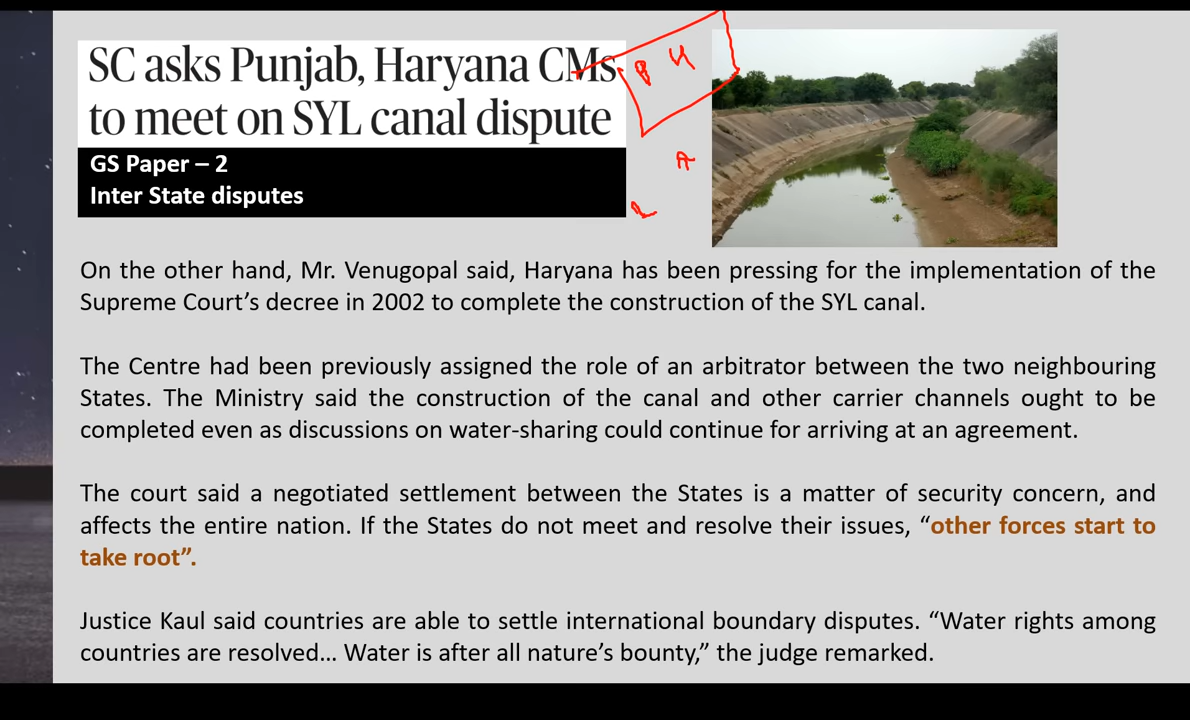 SC asks Punjab, Haryana CMs
to meet on SYL canal dispute
GS Paper – 2
Inter State disputes
On the other hand, Mr. Venugopal said, Haryana has been pressing for the implementation of the
Supreme Court’s decree in 2002 to complete the construction of the SYL canal.
The Centre had been previously assigned the role of an arbitrator between the two neighbouring
States. The Ministry said the construction of the canal and other carrier channels ought to be
completed even as discussions on water-sharing could continue for arriving at an agreement.
The court said a negotiated settlement between the States is a matter of security concern, and
affects the entire nation. If the States do not meet and resolve their issues, “other forces start to
take root”.
Justice Kaul said countries are able to settle international boundary disputes. “Water rights among
countries are resolved… Water is after all nature’s bounty,” the judge remarked.